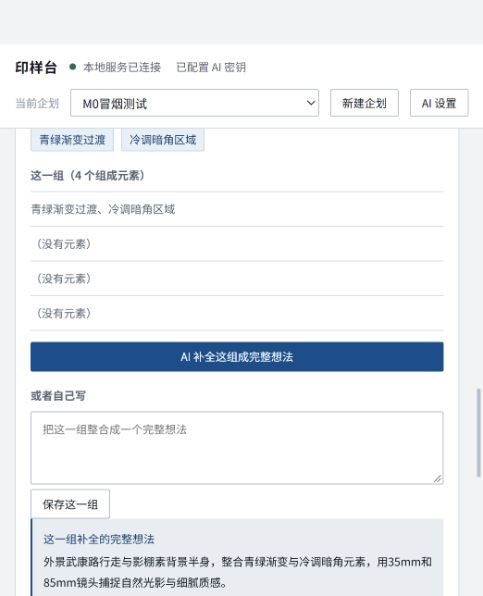 印样台 本地服务已连接 已配置 AI 密钥
当前企划 M0冒烟测试 新建企划 AI 设置
青绿渐变过渡 冷调暗角区域
这一组（4 个组成元素）
青绿渐变过渡、冷调暗角区域
（没有元素）
（没有元素）
（没有元素）
AI 补全这组成完整想法
或者自己写
把这一组整合成一个完整想法
保存这一组
这一组补全的完整想法
外景武康路行走与影棚素背景半身，整合青绿渐变与冷调暗角元素，用35mm和
85mm镜头捕捉自然光影与细腻质感。